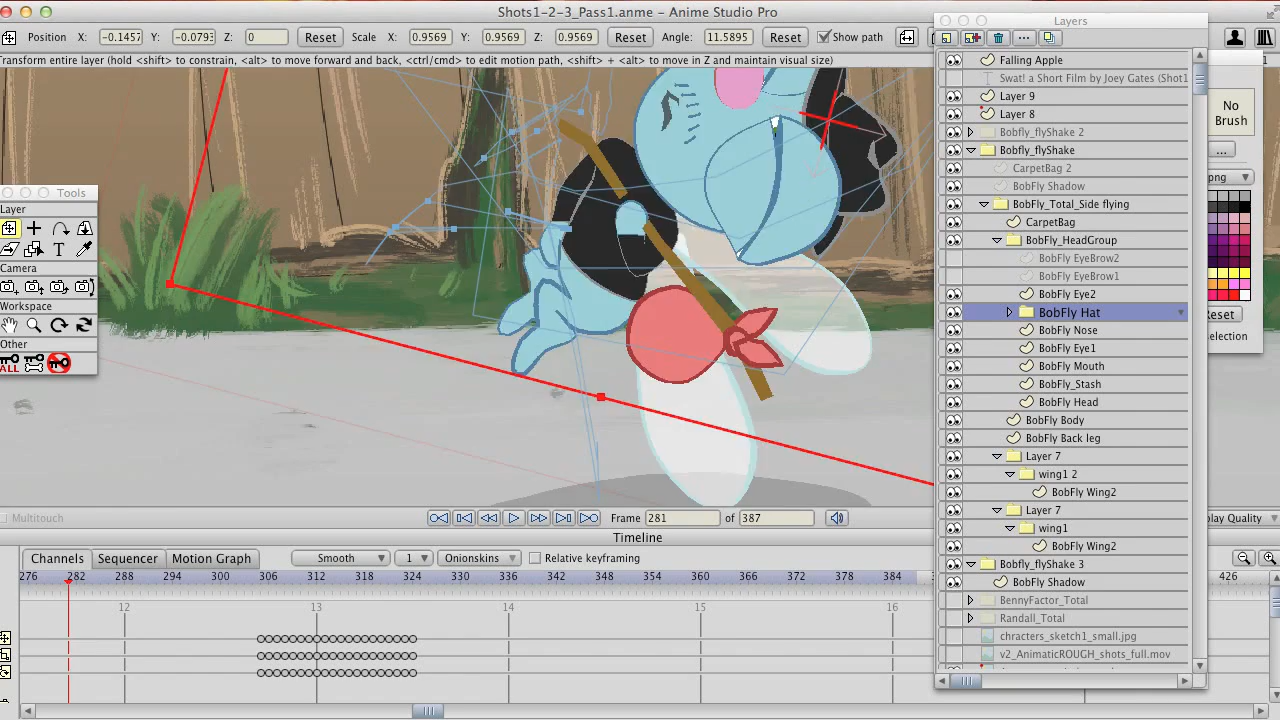 Shots1-2-3_Pass1.anme - Anime Studio Pro
Layers
Position X: -0.1457 Y: -0.0793 Z: 0 Reset Scale X: 0.9569 Y: 0.9569 Z: 0.9569 Reset Angle: 11.5895 Reset Show path
Transform entire layer (hold <shift> to constrain, alt> to move forward and back, <ctrl/cmd> to edit motion path, <shift> + <alt> to move in Z and maintain visual size)
Falling Apple
Swat! a Short Film by Joey Gates (Shot1
Layer 9
Layer 8
Bobfly_flyShake 2
Bobfly_flyShake
CarpetBag 2
BobFly Shadow
BobFly_Total_Side flying
CarpetBag
BobFly_HeadGroup
BobFly EyeBrow2
BobFly EyeBrow1
BobFly Eye2
BobFly Hat
BobFly Nose
BobFly Eye1
BobFly Mouth
BobFly_Stash
BobFly Head
BobFly Body
BobFly Back leg
Layer 7
wing1 2
BobFly Wing2
Layer 7
wing1
BobFly Wing2
Bobfly_flyShake 3
BobFly Shadow
BennyFactor_Total
Randall_Total
chracters_sketch1_small.jpg
v2_AnimaticROUGH_shots_full.mov
No
Brush
...
png
Reset
selection
Tools
Layer
Camera
Workspace
Other
ALL
Multitouch
Frame 281 of 387
play Quality
Timeline
Channels Sequencer Motion Graph Smooth 1 Onionskins Relative keyframing
276 282 288 294 300 306 312 318 324 330 336 342 348 354 360 366 372 378 384 426
12 13 14 15 16